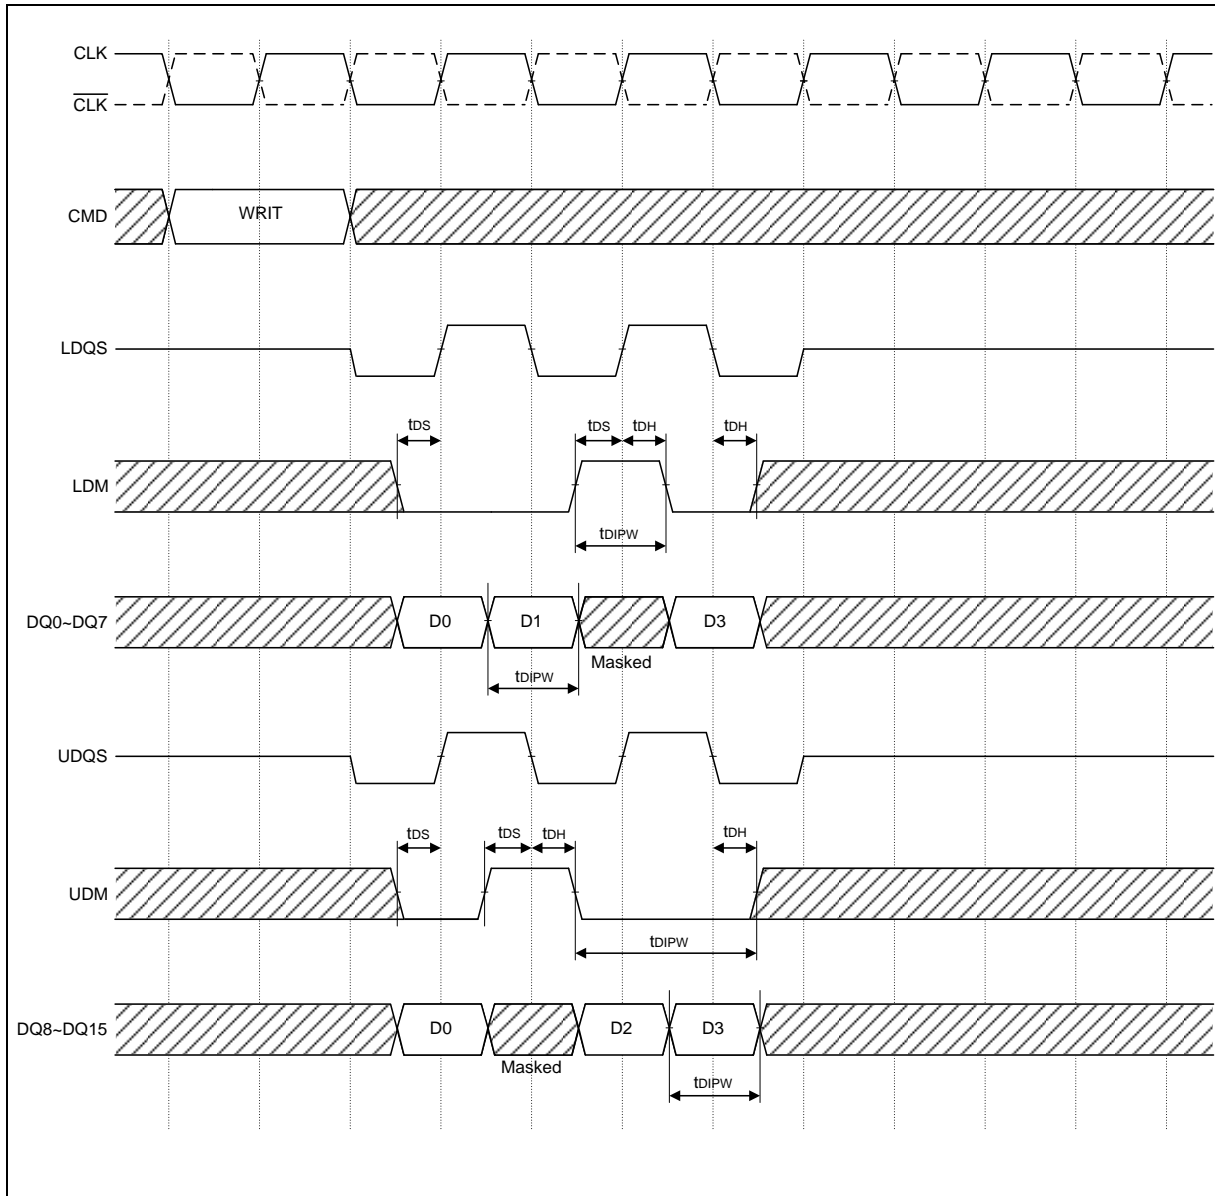 CLK
CLK
CMD
WRIT
LDQS
tDS
tDS
tDH
tDH
LDM
tDIPW
DQ0~DQ7
D0
D1
D3
Masked
tDIPW
UDQS
tDS
tDS
tDH
tDH
UDM
tDIPW
DQ8~DQ15
D0
D2
D3
Masked
tDIPW